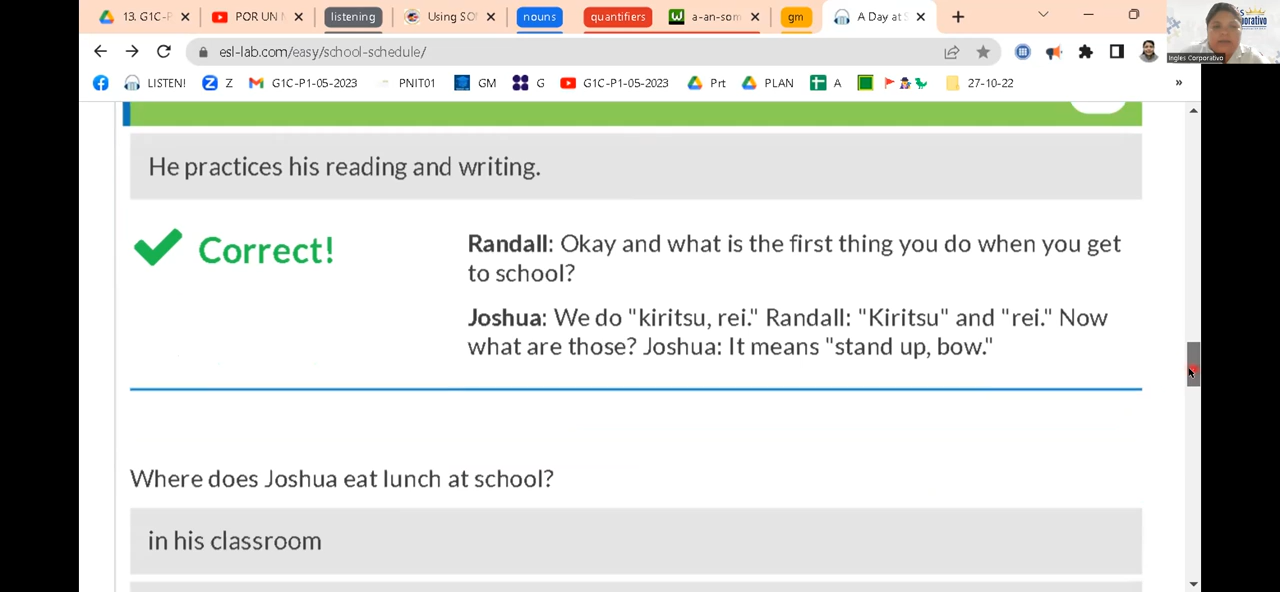 13. G1C-P
POR UN M
listening
Using SO
nouns
quantifiers
a-an-som
gm
A Day at S
esl-lab.com/easy/school-schedule/
Ingles Corporativo
LISTEN!
Z
G1C-P1-05-2023
PNIT01
GM
G
G1C-P1-05-2023
Prt
PLAN
A
27-10-22
»
He practices his reading and writing.
Correct!
Randall: Okay and what is the first thing you do when you get
to school?
Joshua: We do "kiritsu, rei." Randall: "Kiritsu" and "rei." Now
what are those? Joshua: It means "stand up, bow."
Where does Joshua eat lunch at school?
in his classroom